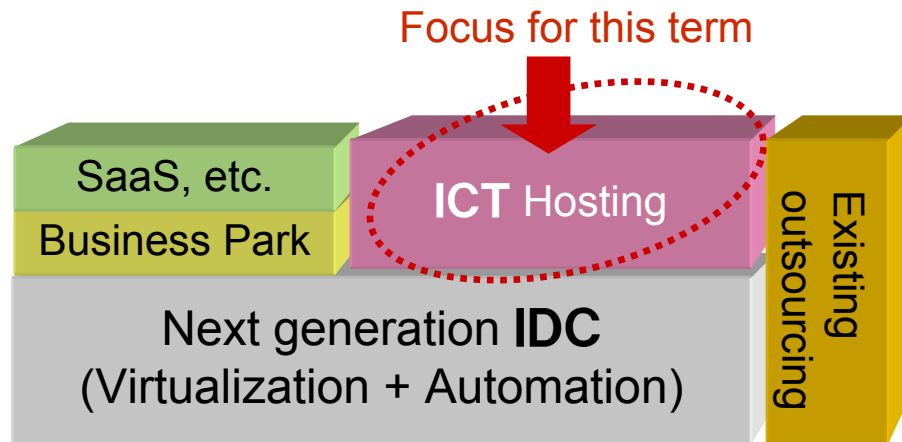 Focus for this term
SaaS, etc.
Business Park
ICT Hosting
Next generation IDC
(Virtualization + Automation)
Existing
outsourcing